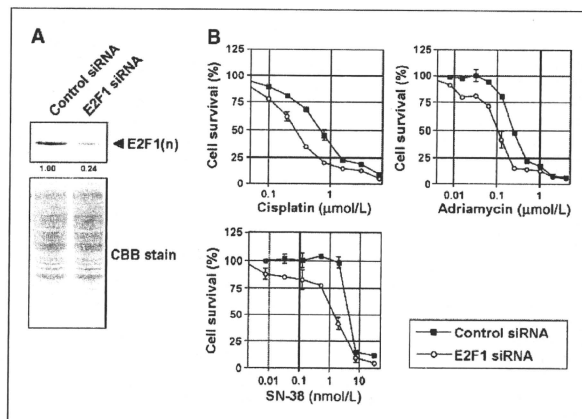 A
Control siRNA
E2F1 siRNA
E2F1(n)
1.00 0.24
CBB stain
B
Cell survival (%)
125
100
75
50
25
0
0.1 1
Cisplatin (μmol/L)
Cell survival (%)
125
100
75
50
25
0
0.01 0.1 1
Adriamycin (μmol/L)
Cell survival (%)
125
100
75
50
25
0
0.01 0.1 1 10
SN-38 (nmol/L)
Control siRNA
E2F1 siRNA